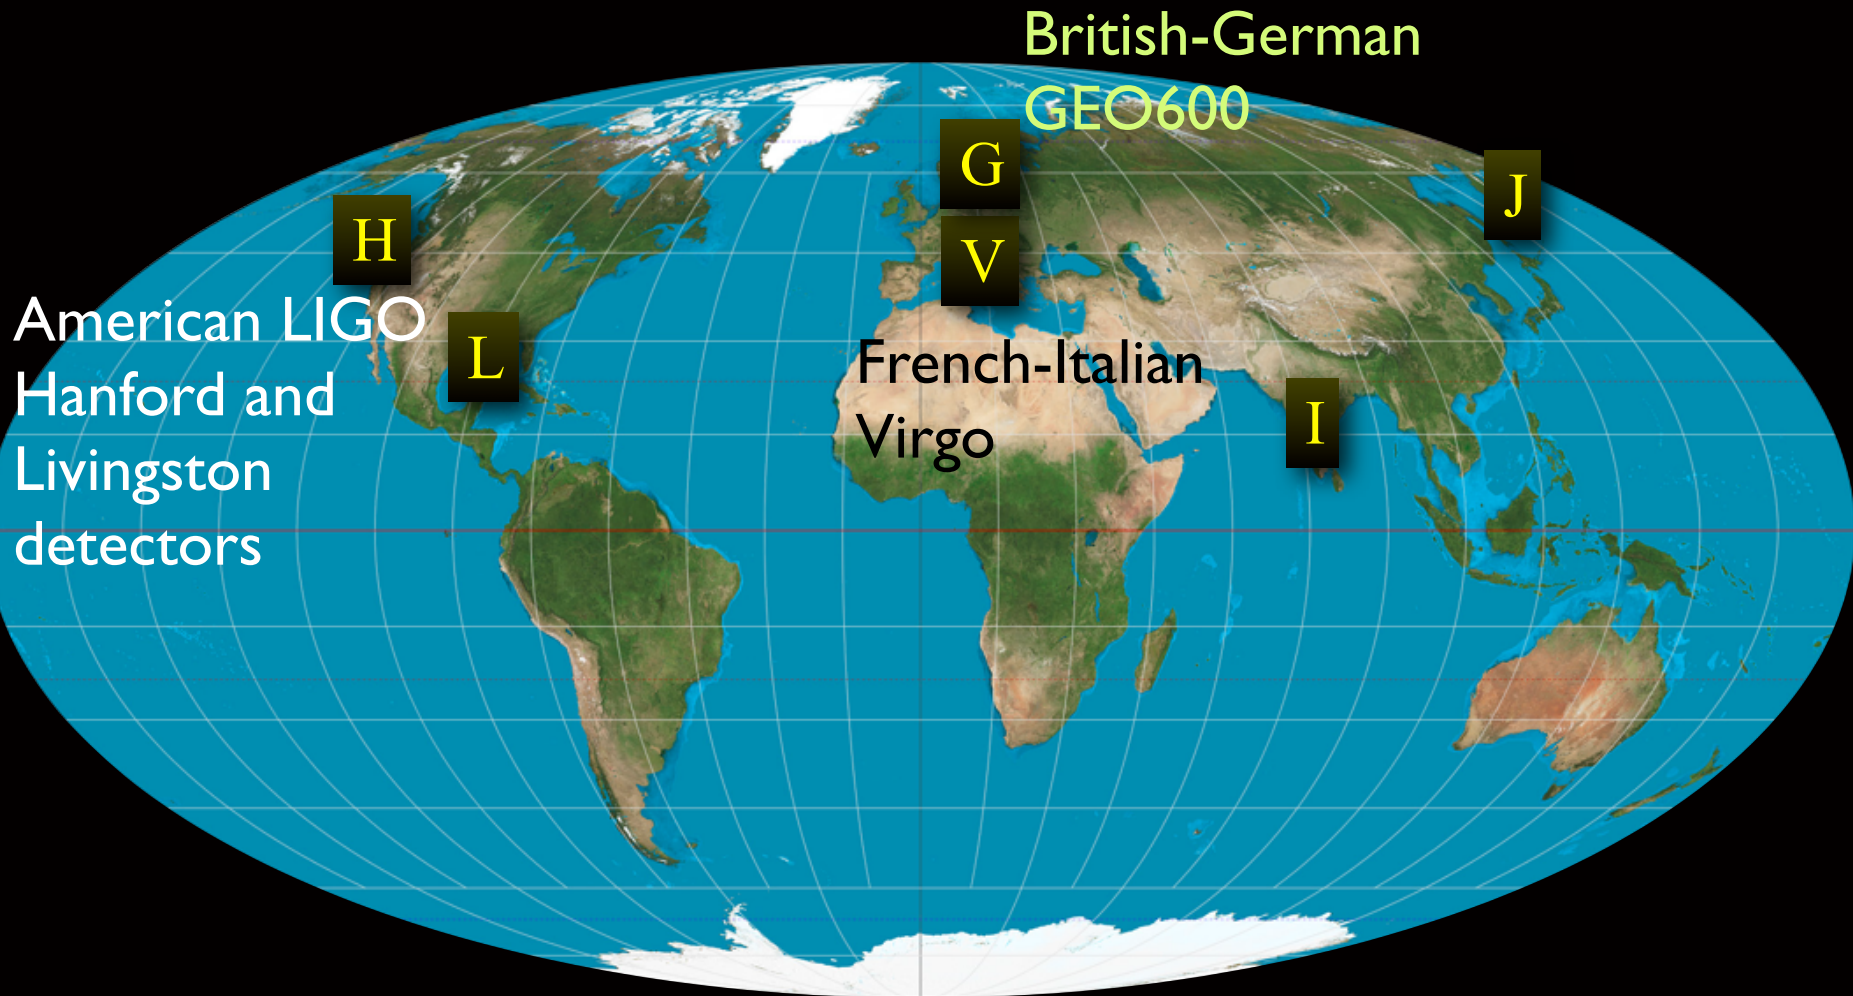 British-German
GEO600
G
J
H
V
American LIGO
Hanford and
Livingston
detectors
L
French-Italian
Virgo
I